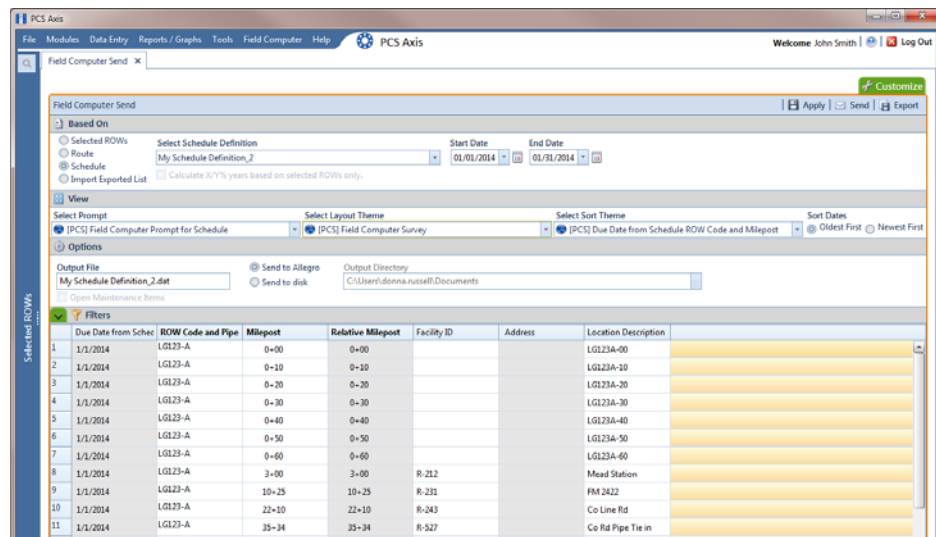 PCS Axis
File Modules Data Entry Reports / Graphs Tools Field Computer Help PCS Axis Welcome John Smith Log Out
Field Computer Send
Customize
Field Computer Send Apply Send Export
Based On
Selected ROWs
Route
Schedule
Import Exported List
Select Schedule Definition Start Date End Date
My Schedule Definition_2 01/01/2014 01/31/2014
Calculate X/Y% years based on selected ROWs only.
View
Select Prompt Select Layout Theme Select Sort Theme Sort Dates
[PCS] Field Computer Prompt for Schedule [PCS] Field Computer Survey [PCS] Due Date from Schedule ROW Code and Milepost Oldest First Newest First
Options
Output File Send to Allegro Output Directory
My Schedule Definition_2.dat Send to disk C:\Users\donna.russell\Documents
Open Maintenance Items
Selected ROWs
Filters
Due Date from Schec ROW Code and Pipe Milepost Relative Milepost Facility ID Address Location Description
1 1/1/2014 LG123-A 0+00 0+00 LG123A-00
2 1/1/2014 LG123-A 0+10 0+10 LG123A-10
3 1/1/2014 LG123-A 0+20 0+20 LG123A-20
4 1/1/2014 LG123-A 0+30 0+30 LG123A-30
5 1/1/2014 LG123-A 0+40 0+40 LG123A-40
6 1/1/2014 LG123-A 0+50 0+50 LG123A-50
7 1/1/2014 LG123-A 0+60 0+60 LG123A-60
8 1/1/2014 LG123-A 3+00 3+00 R-212 Mead Station
9 1/1/2014 LG123-A 10+25 10+25 R-231 FM 2422
10 1/1/2014 LG123-A 22+10 22+10 R-243 Co Line Rd
11 1/1/2014 LG123-A 35+34 35+34 R-527 Co Rd Pipe Tie in